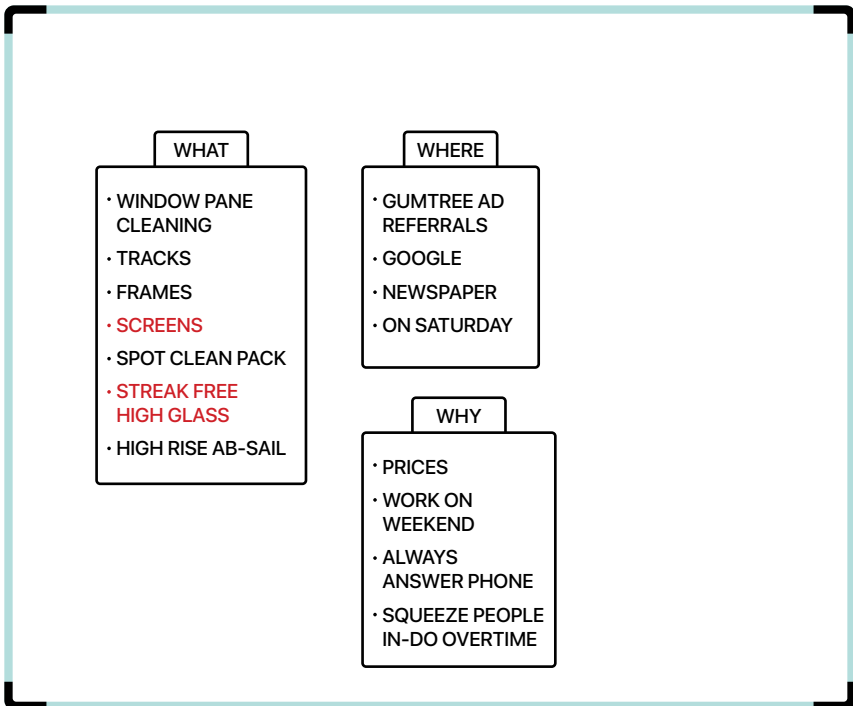 WHAT
· WINDOW PANE
CLEANING
· TRACKS
· FRAMES
· SCREENS
· SPOT CLEAN PACK
· STREAK FREE
HIGH GLASS
· HIGH RISE AB-SAIL
WHERE
· GUMTREE AD
REFERRALS
· GOOGLE
· NEWSPAPER
· ON SATURDAY
WHY
· PRICES
· WORK ON
WEEKEND
· ALWAYS
ANSWER PHONE
· SQUEEZE PEOPLE
IN-DO OVERTIME